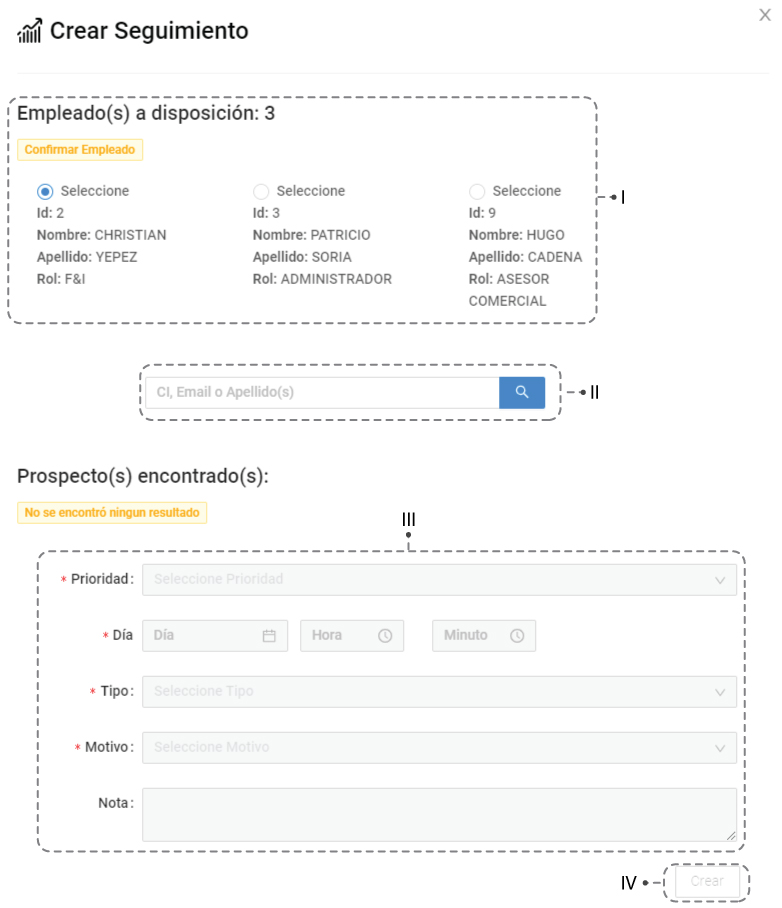 Crear Seguimiento
Empleado(s) a disposición: 3
Confirmar Empleado
Seleccione Seleccione Seleccione
Id: 2 Id: 3 Id: 9
Nombre: CHRISTIAN Nombre: PATRICIO Nombre: HUGO
Apellido: YEPEZ Apellido: SORIA Apellido: CADENA
Rol: F&I Rol: ADMINISTRADOR Rol: ASESOR
COMERCIAL
I
CI, Email o Apellido(s)
II
Prospecto(s) encontrado(s):
No se encontró ningun resultado
III
* Prioridad: Seleccione Prioridad
* Día Día Hora Minuto
* Tipo: Seleccione Tipo
* Motivo: Seleccione Motivo
Nota:
IV Crear